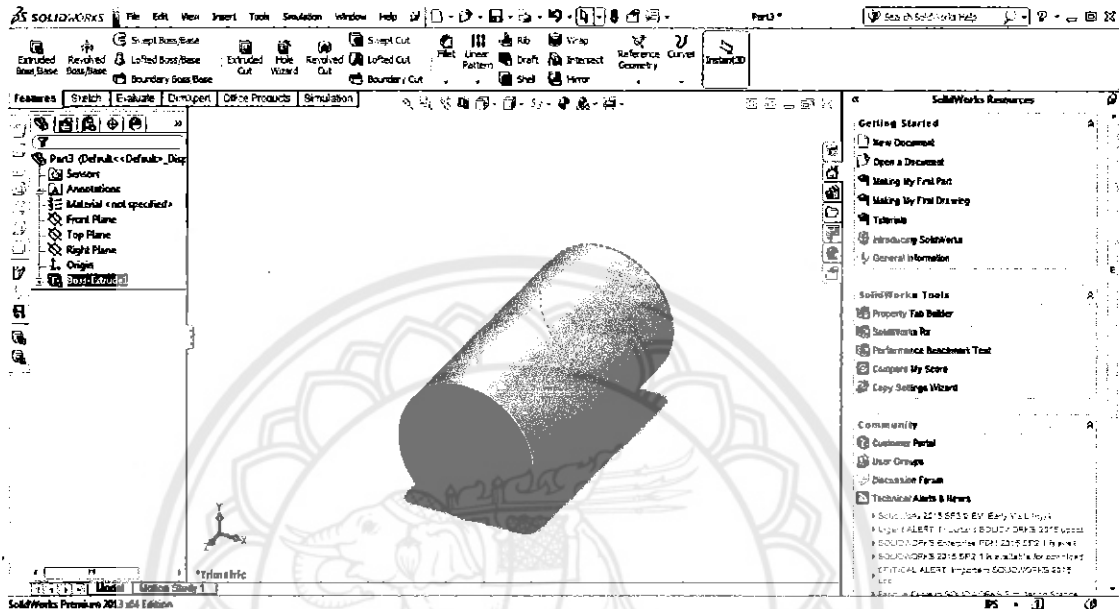 SOLIDWORKS File Edit View Insert Tools Simulation Window Help
Part3 *
Search SolidWorks Help
Extruded Boss/Base
Revolved Boss/Base
Swept Boss/Base
Lofted Boss/Base
Boundary Boss/Base
Extruded Cut
Hole Wizard
Revolved Cut
Swept Cut
Lofted Cut
Boundary Cut
Fillet
Linear Pattern
Rib
Draft
Shell
Wrap
Intersect
Mirror
Reference Geometry
Curves
Instant3D
Features Sketch Evaluate DimXpert Office Products Simulation
Part3 (Default<<Default>_Disp
Sensors
Annotations
Material <not specified>
Front Plane
Top Plane
Right Plane
Origin
Boss-Extrude1
*Trimetric
Model Motion Study 1
SolidWorks Premium 2013 x64 Edition
IPS
SolidWorks Resources
Getting Started
New Document
Open a Document
Making My First Part
Making My First Drawing
Tutorials
Introducing SolidWorks
General Information
SolidWorks Tools
Property Tab Builder
SolidWorks Rx
Performance Benchmark Test
Compare My Score
Copy Settings Wizard
Community
Customer Portal
User Groups
Discussion Forum
Technical Alerts & News